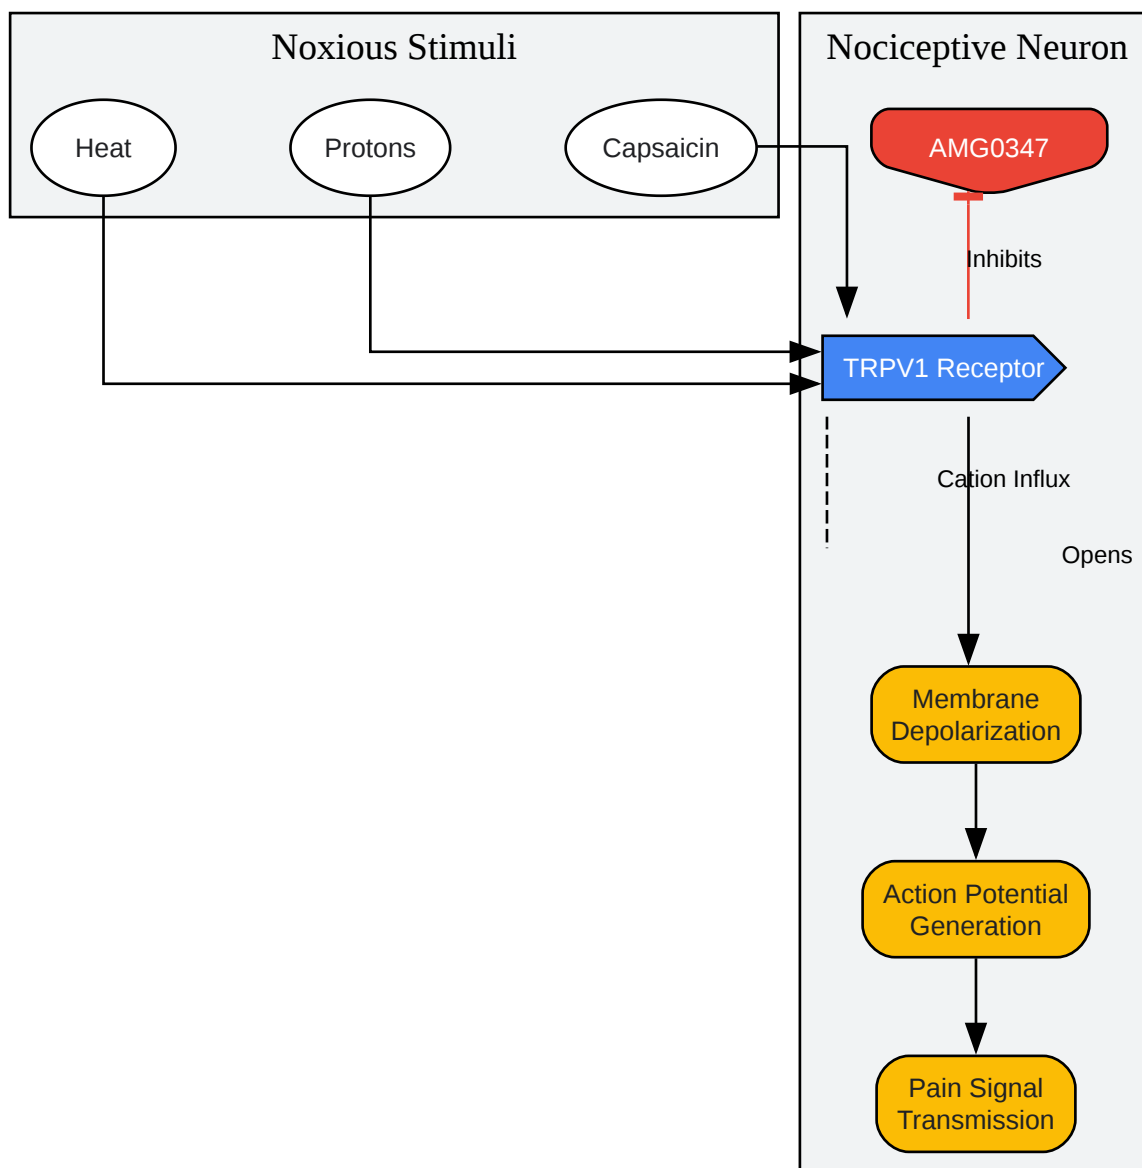 Noxious Stimuli
Nociceptive Neuron
Heat
Protons
Capsaicin
AMG0347
Inhibits
TRPV1 Receptor
Cation Influx
Opens
Membrane
Depolarization
Action Potential
Generation
Pain Signal
Transmission